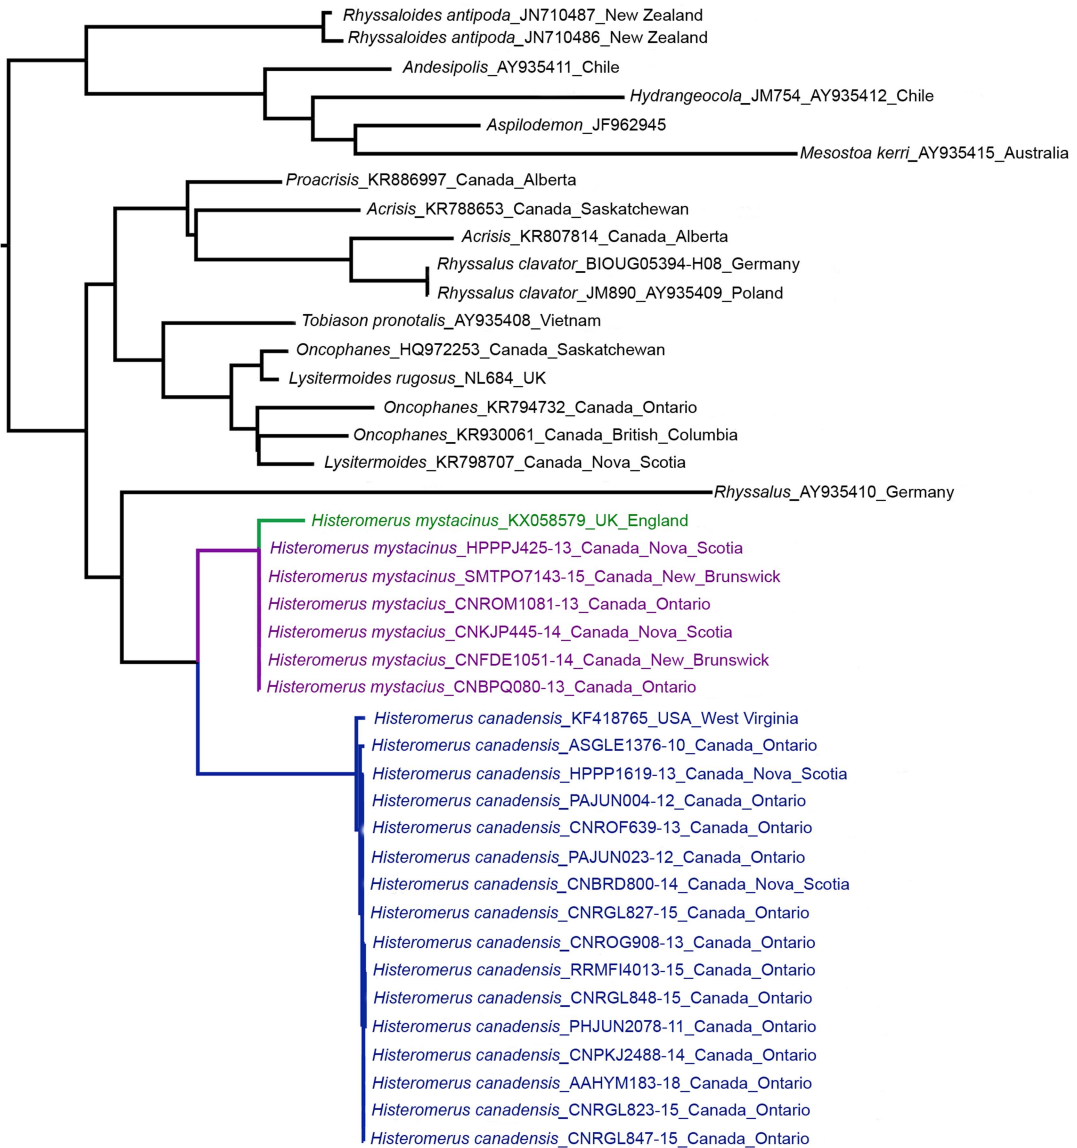 Rhyssaloides antipoda_JN710487_New Zealand
Rhyssaloides antipoda_JN710486_New Zealand
Andesipolis_AY935411_Chile
Hydrangeocola_JM754_AY935412_Chile
Aspilodemon_JF962945
Mesostoa kerri_AY935415_Australia
Proacrisis_KR886997_Canada_Alberta
Acrisis_KR788653_Canada_Saskatchewan
Acrisis_KR807814_Canada_Alberta
Rhyssalus clavator_BIOUG05394-H08_Germany
Rhyssalus clavator_JM890_AY935409_Poland
Tobiason pronotalis_AY935408_Vietnam
Oncophanes_HQ972253_Canada_Saskatchewan
Lysitermoides rugosus_NL684_UK
Oncophanes_KR794732_Canada_Ontario
Oncophanes_KR930061_Canada_British_Columbia
Lysitermoides_KR798707_Canada_Nova_Scotia
Rhyssalus_AY935410_Germany
Histeromerus mystacinus_KX058579_UK_England
Histeromerus mystacinus_HPPPJ425-13_Canada_Nova_Scotia
Histeromerus mystacinus_SMTPO7143-15_Canada_New_Brunswick
Histeromerus mystacius_CNROM1081-13_Canada_Ontario
Histeromerus mystacius_CNKJP445-14_Canada_Nova_Scotia
Histeromerus mystacius_CNFDE1051-14_Canada_New_Brunswick
Histeromerus mystacius_CNBPQ080-13_Canada_Ontario
Histeromerus canadensis_KF418765_USA_West Virginia
Histeromerus canadensis_ASGLE1376-10_Canada_Ontario
Histeromerus canadensis_HPPP1619-13_Canada_Nova_Scotia
Histeromerus canadensis_PAJUN004-12_Canada_Ontario
Histeromerus canadensis_CNROF639-13_Canada_Ontario
Histeromerus canadensis_PAJUN023-12_Canada_Ontario
Histeromerus canadensis_CNBRD800-14_Canada_Nova_Scotia
Histeromerus canadensis_CNRGL827-15_Canada_Ontario
Histeromerus canadensis_CNROG908-13_Canada_Ontario
Histeromerus canadensis_RRMFI4013-15_Canada_Ontario
Histeromerus canadensis_CNRGL848-15_Canada_Ontario
Histeromerus canadensis_PHJUN2078-11_Canada_Ontario
Histeromerus canadensis_CNPKJ2488-14_Canada_Ontario
Histeromerus canadensis_AAHYM183-18_Canada_Ontario
Histeromerus canadensis_CNRGL823-15_Canada_Ontario
Histeromerus canadensis_CNRGL847-15_Canada_Ontario